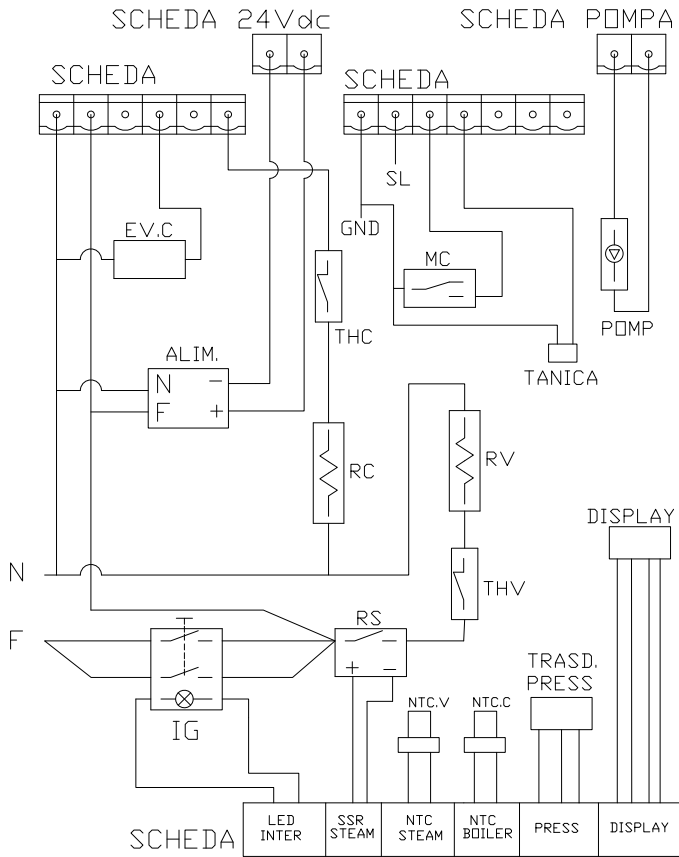 SCHEDA 24Vdc
SCHEDA POMPA
SCHEDA
SCHEDA
SL
GND
EV.C
MC
THC
POMP
ALIM.
N −
F +
TANICA
RC
RV
DISPLAY
N
THV
F
RS
+ −
TRASD.
PRESS
NTC.V
NTC.C
IG
SCHEDA
LED
INTER
SSR
STEAM
NTC
STEAM
NTC
BOILER
PRESS
DISPLAY